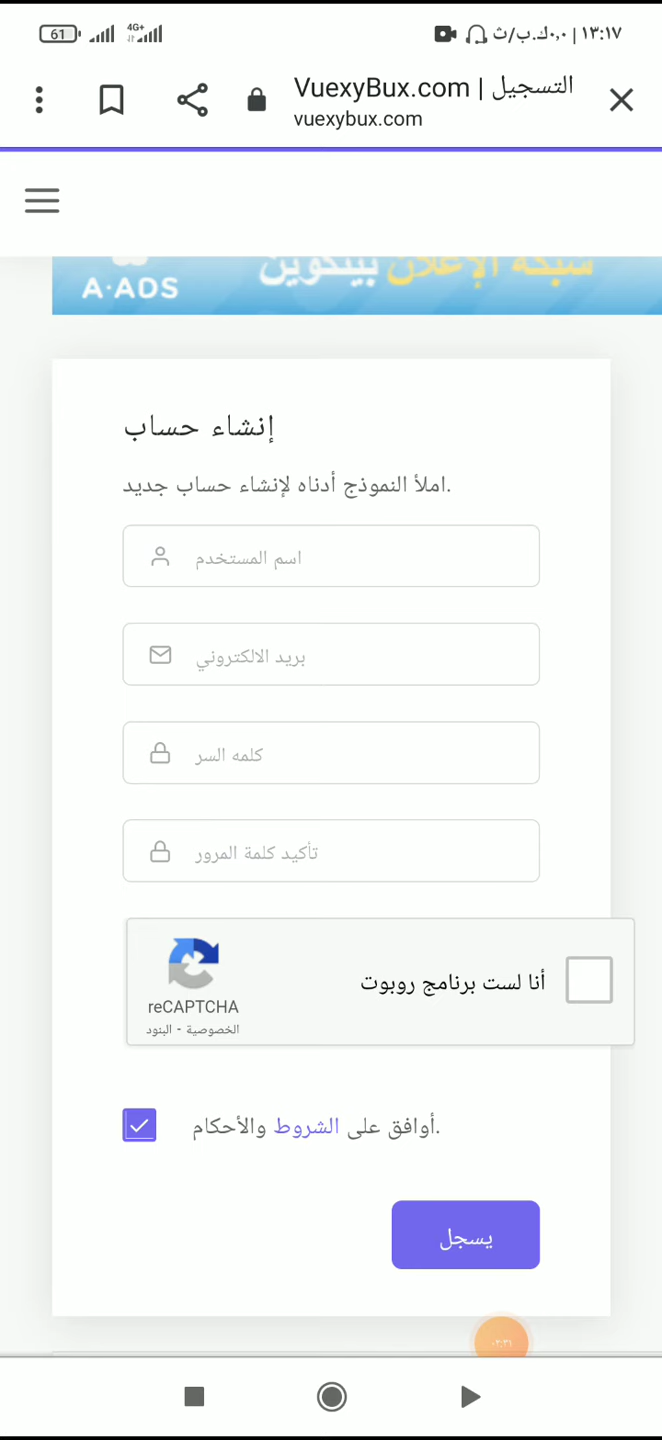 61 4G+ ١٣:١٧ | ٠,٠ك.ب/ث
VuexyBux.com | التسجيل
vuexybux.com
A·ADS شبكة الإعلان بيتكوين
إنشاء حساب
املأ النموذج أدناه لإنشاء حساب جديد.
اسم المستخدم
بريد الالكتروني
كلمه السر
تأكيد كلمة المرور
أنا لست برنامج روبوت
reCAPTCHA
الخصوصية - البنود
أوافق على الشروط والأحكام.
يسجل